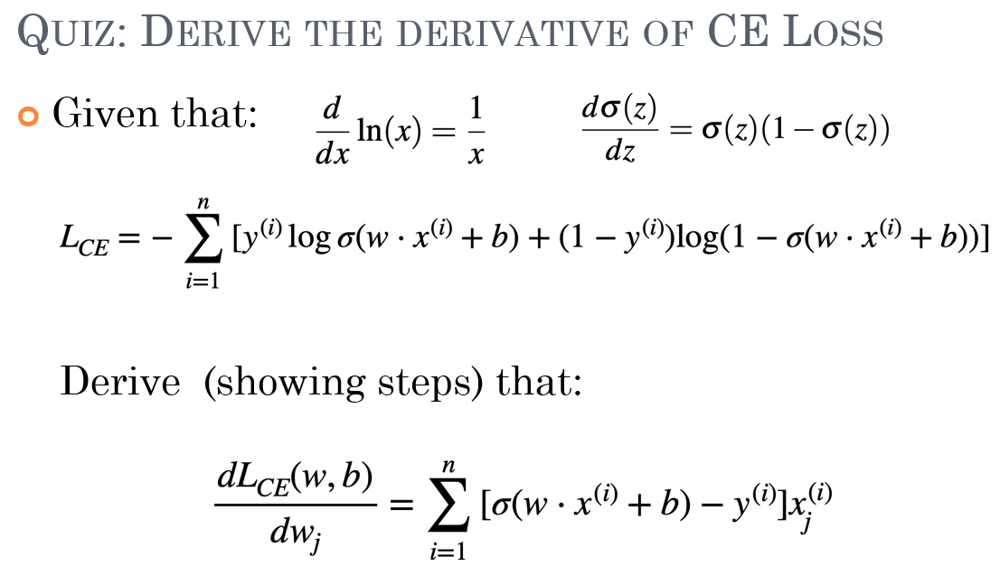 QUIZ: DERIVE THE DERIVATIVE OF CE LOSS
Given that: \frac{d}{dx} \ln(x) = \frac{1}{x} \frac{d\sigma(z)}{dz} = \sigma(z)(1 - \sigma(z))
L_{CE} = - \sum_{i=1}^{n} [y^{(i)} \log \sigma(w \cdot x^{(i)} + b) + (1 - y^{(i)}) \log(1 - \sigma(w \cdot x^{(i)} + b))]
Derive (showing steps) that:
\frac{dL_{CE}(w, b)}{dw_j} = \sum_{i=1}^{n} [\sigma(w \cdot x^{(i)} + b) - y^{(i)}] x_j^{(i)}